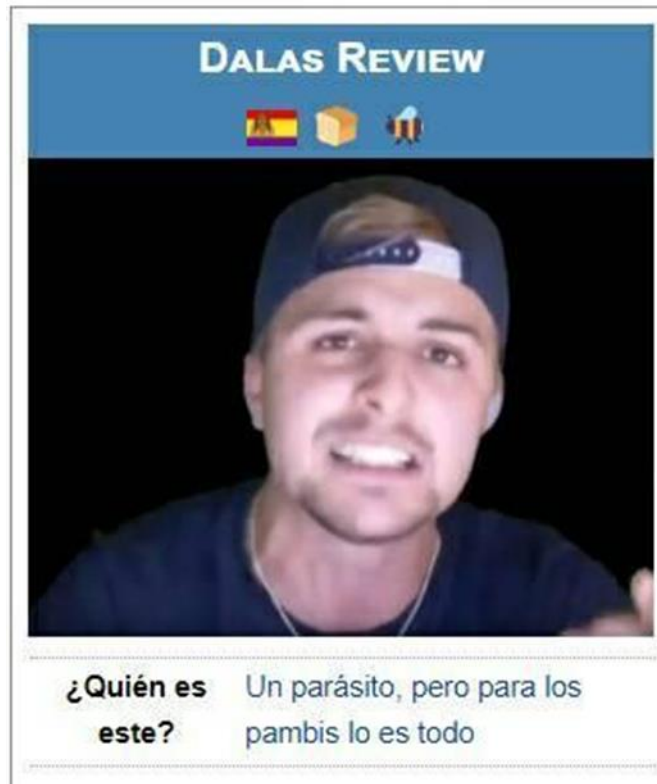 DALAS REVIEW
¿Quién es
este?
Un parásito, pero para los
pambis lo es todo